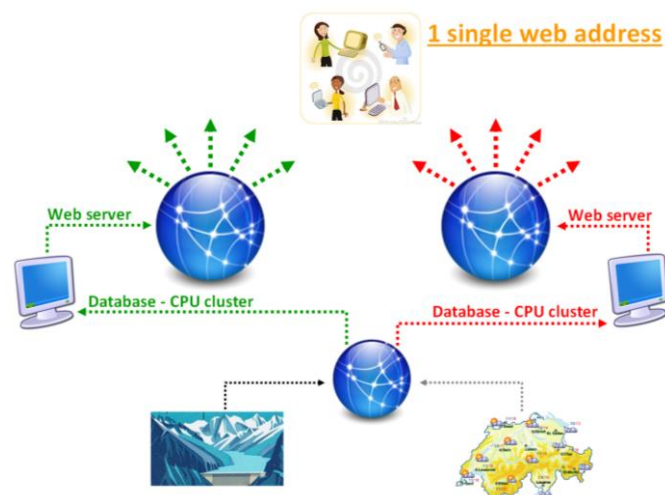 1 single web address
Web server
Web server
Database - CPU cluster
Database - CPU cluster